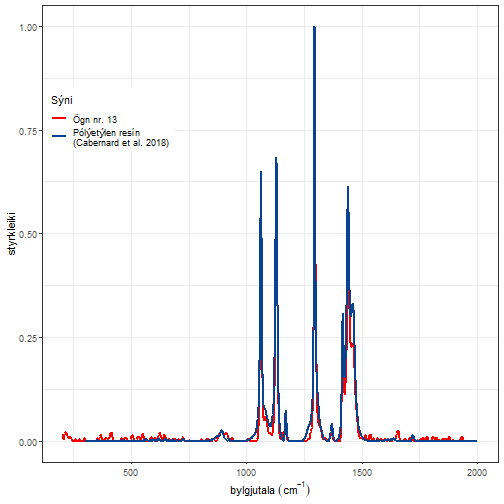 1.00
0.75
0.50
0.25
0.00
styrkleiki
Sýni
Ögn nr. 13
Pólýetýlen resín
(Cabernard et al. 2018)
500
1000
1500
2000
bylgjutala (cm⁻¹)